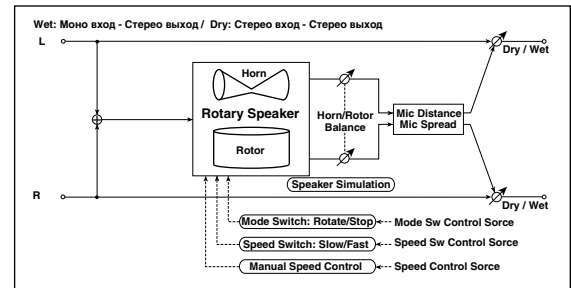 Wet: Моно вход - Стерео выход / Dry: Стерео вход - Стерео выход
L
Dry / Wet
Horn
Rotary Speaker
Rotor
Horn/Rotor
Balance
Mic Distance
Mic Spread
Speaker Simulation
R
Dry / Wet
Mode Switch: Rotate/Stop
Mode Sw Control Sorce
Speed Switch: Slow/Fast
Speed Sw Control Sorce
Manual Speed Control
Speed Control Sorce